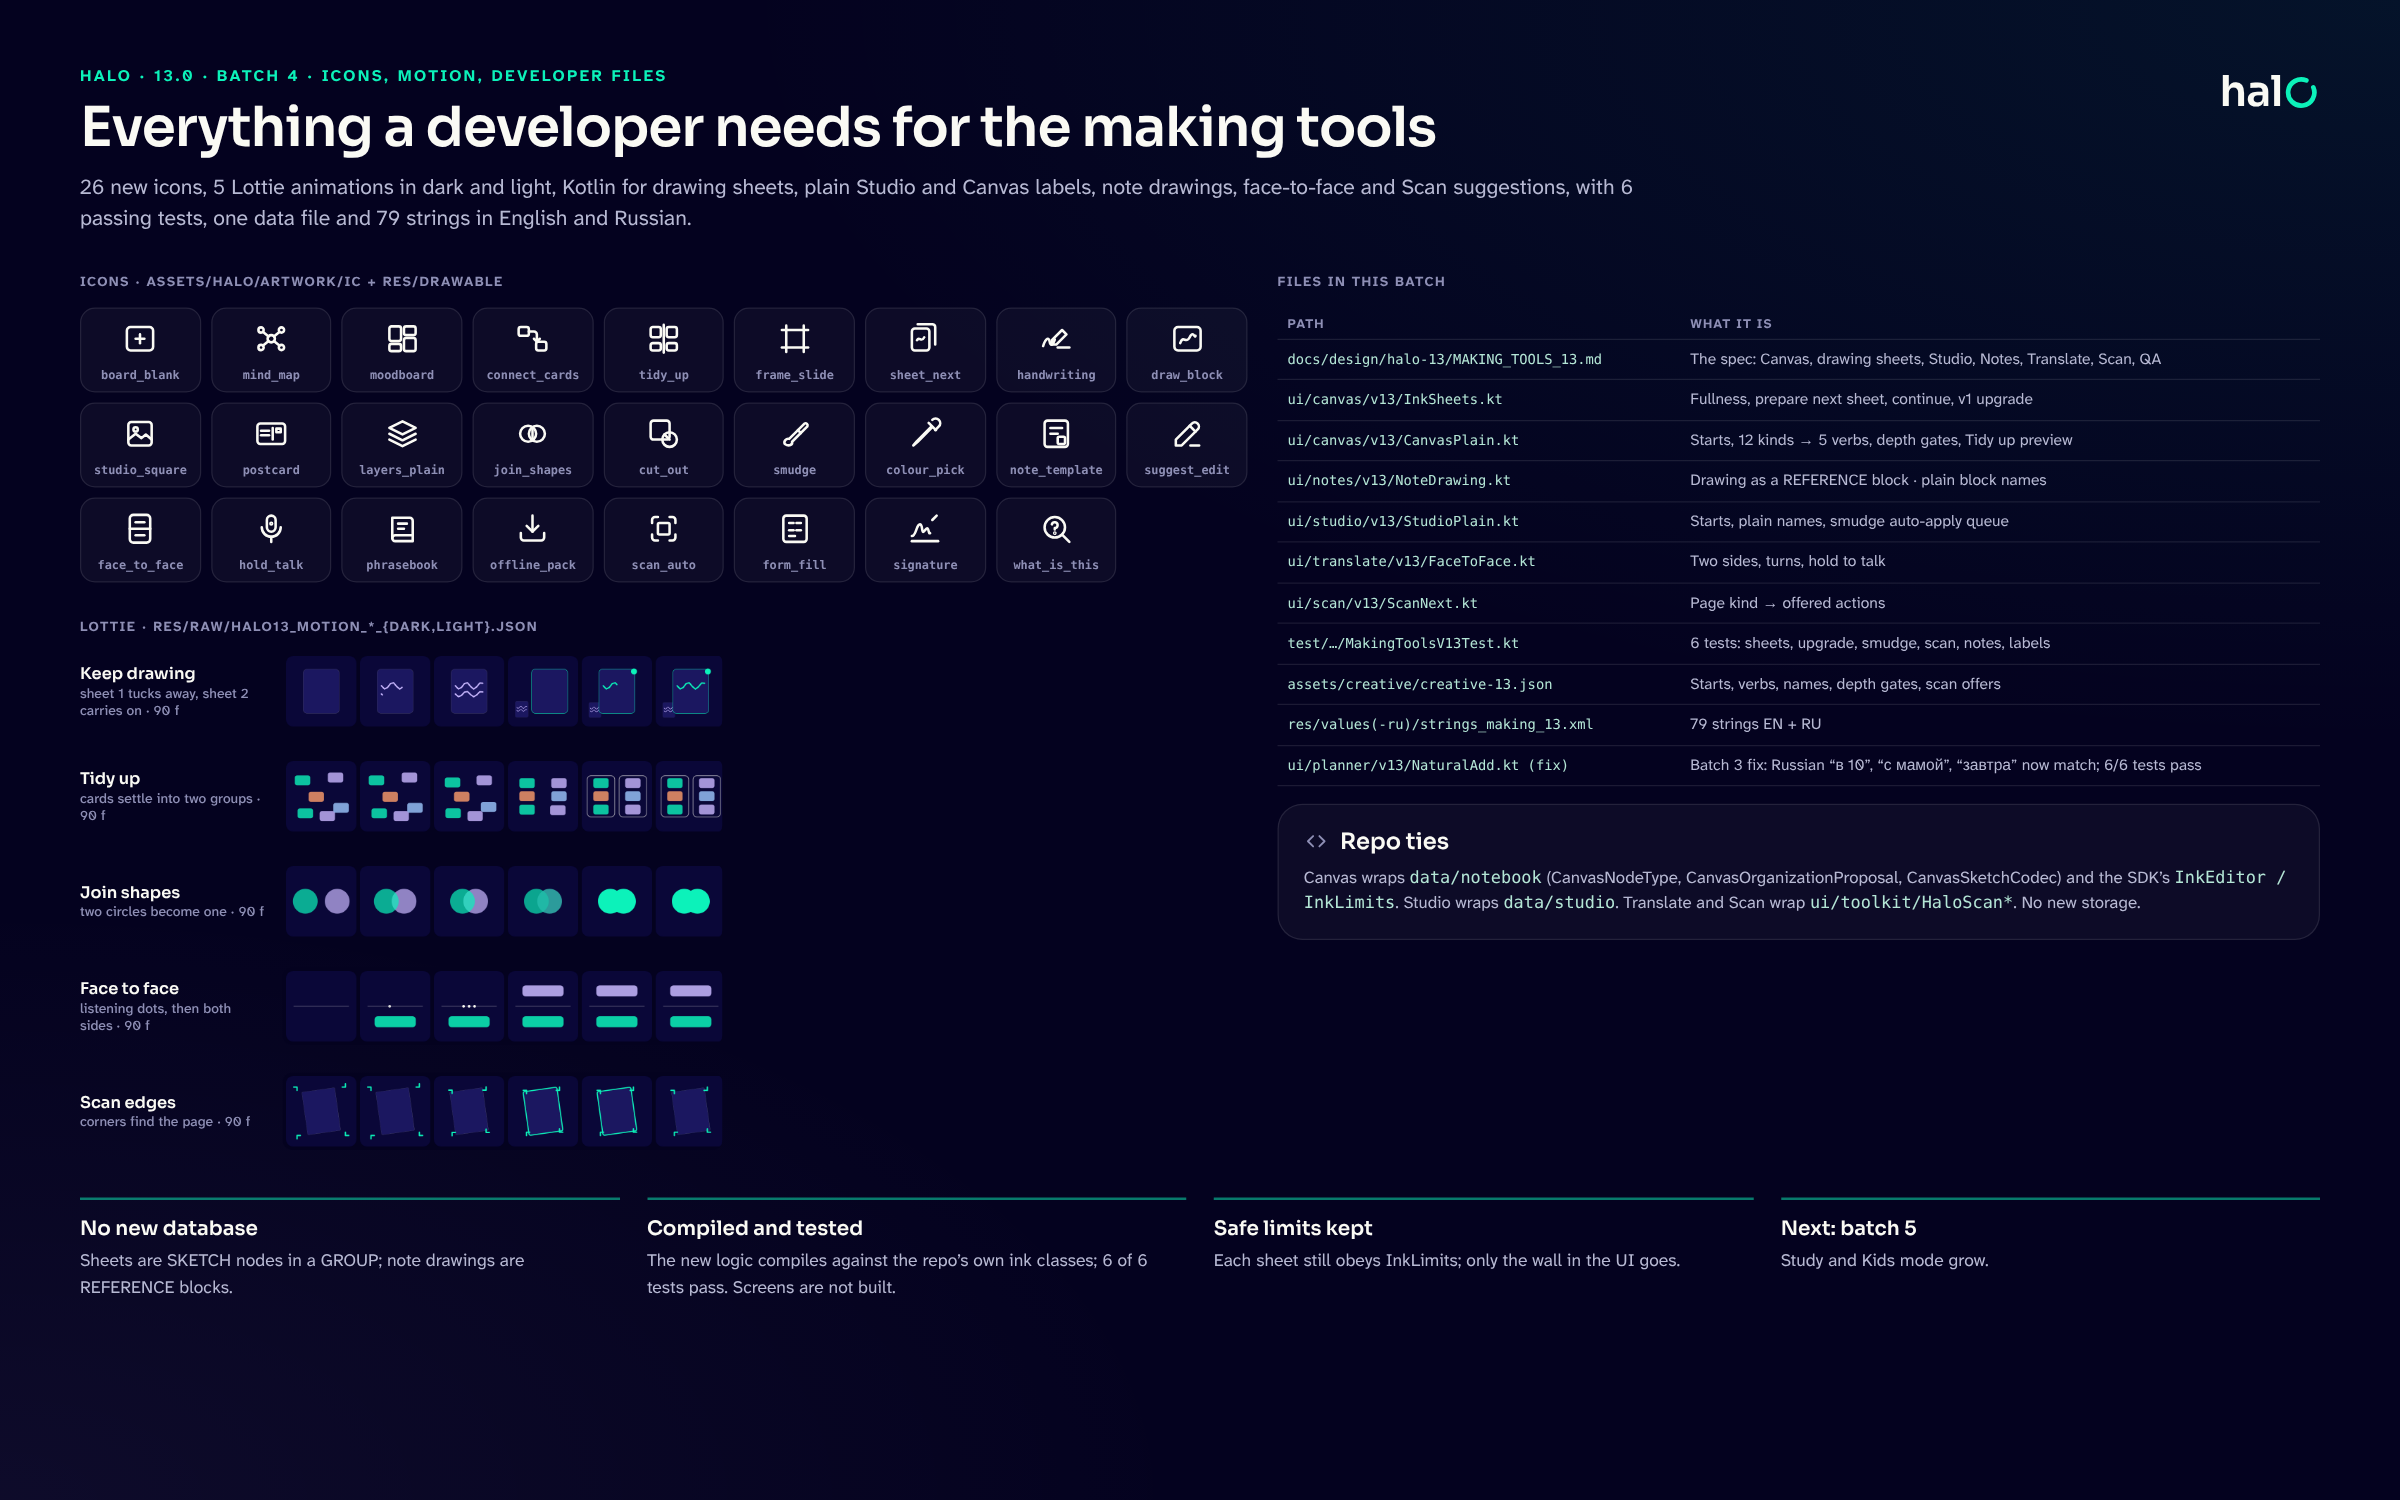 HALO · 13.0 · BATCH 4 · ICONS, MOTION, DEVELOPER FILES
halo
Everything a developer needs for the making tools
26 new icons, 5 Lottie animations in dark and light, Kotlin for drawing sheets, plain Studio and Canvas labels, note drawings, face-to-face and Scan suggestions, with 6
passing tests, one data file and 79 strings in English and Russian.
ICONS · ASSETS/HALO/ARTWORK/IC + RES/DRAWABLE
board_blank
mind_map
moodboard
connect_cards
tidy_up
frame_slide
sheet_next
handwriting
draw_block
studio_square
postcard
layers_plain
join_shapes
cut_out
smudge
colour_pick
note_template
suggest_edit
face_to_face
hold_talk
phrasebook
offline_pack
scan_auto
form_fill
signature
what_is_this
LOTTIE · RES/RAW/HALO13_MOTION_*_{DARK,LIGHT}.JSON
Keep drawing
sheet 1 tucks away, sheet 2
carries on · 90 f
Tidy up
cards settle into two groups ·
90 f
Join shapes
two circles become one · 90 f
Face to face
listening dots, then both
sides · 90 f
Scan edges
corners find the page · 90 f
FILES IN THIS BATCH
PATH WHAT IT IS
docs/design/halo-13/MAKING_TOOLS_13.md The spec: Canvas, drawing sheets, Studio, Notes, Translate, Scan, QA
ui/canvas/v13/InkSheets.kt Fullness, prepare next sheet, continue, v1 upgrade
ui/canvas/v13/CanvasPlain.kt Starts, 12 kinds → 5 verbs, depth gates, Tidy up preview
ui/notes/v13/NoteDrawing.kt Drawing as a REFERENCE block · plain block names
ui/studio/v13/StudioPlain.kt Starts, plain names, smudge auto-apply queue
ui/translate/v13/FaceToFace.kt Two sides, turns, hold to talk
ui/scan/v13/ScanNext.kt Page kind → offered actions
test/…/MakingToolsV13Test.kt 6 tests: sheets, upgrade, smudge, scan, notes, labels
assets/creative/creative-13.json Starts, verbs, names, depth gates, scan offers
res/values(-ru)/strings_making_13.xml 79 strings EN + RU
ui/planner/v13/NaturalAdd.kt (fix) Batch 3 fix: Russian “в 10”, “с мамой”, “завтра” now match; 6/6 tests pass
Repo ties
Canvas wraps data/notebook (CanvasNodeType, CanvasOrganizationProposal, CanvasSketchCodec) and the SDK’s InkEditor /
InkLimits. Studio wraps data/studio. Translate and Scan wrap ui/toolkit/HaloScan*. No new storage.
No new database
Sheets are SKETCH nodes in a GROUP; note drawings are
REFERENCE blocks.
Compiled and tested
The new logic compiles against the repo’s own ink classes; 6 of 6
tests pass. Screens are not built.
Safe limits kept
Each sheet still obeys InkLimits; only the wall in the UI goes.
Next: batch 5
Study and Kids mode grow.